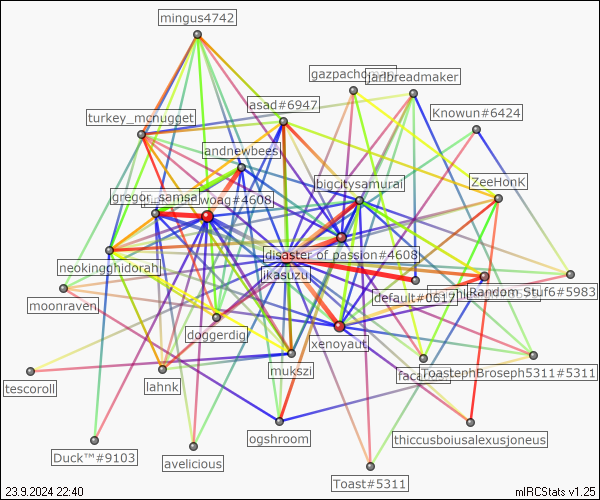 mingus4742
gazpacho
jarlbreadmaker
asad#6947
Knowun#6424
turkey_mcnugget
andnewbees
bigcitysamurai
ZeeHonK
gregor_samsa
woag#4608
disaster of passion#4608
neokingghidorah
ikasuzu
moonraven
default#0617
Random Stuf6#5983
doggerdig
xenoyaut
mukszi
faca
ToastephBroseph5311#5311
tescoroll
lahnk
ogshroom
thiccusboiusalexusjoneus
Duck™#9103
avelicious
Toast#5311
23.9.2024 22:40
mIRCStats v1.25